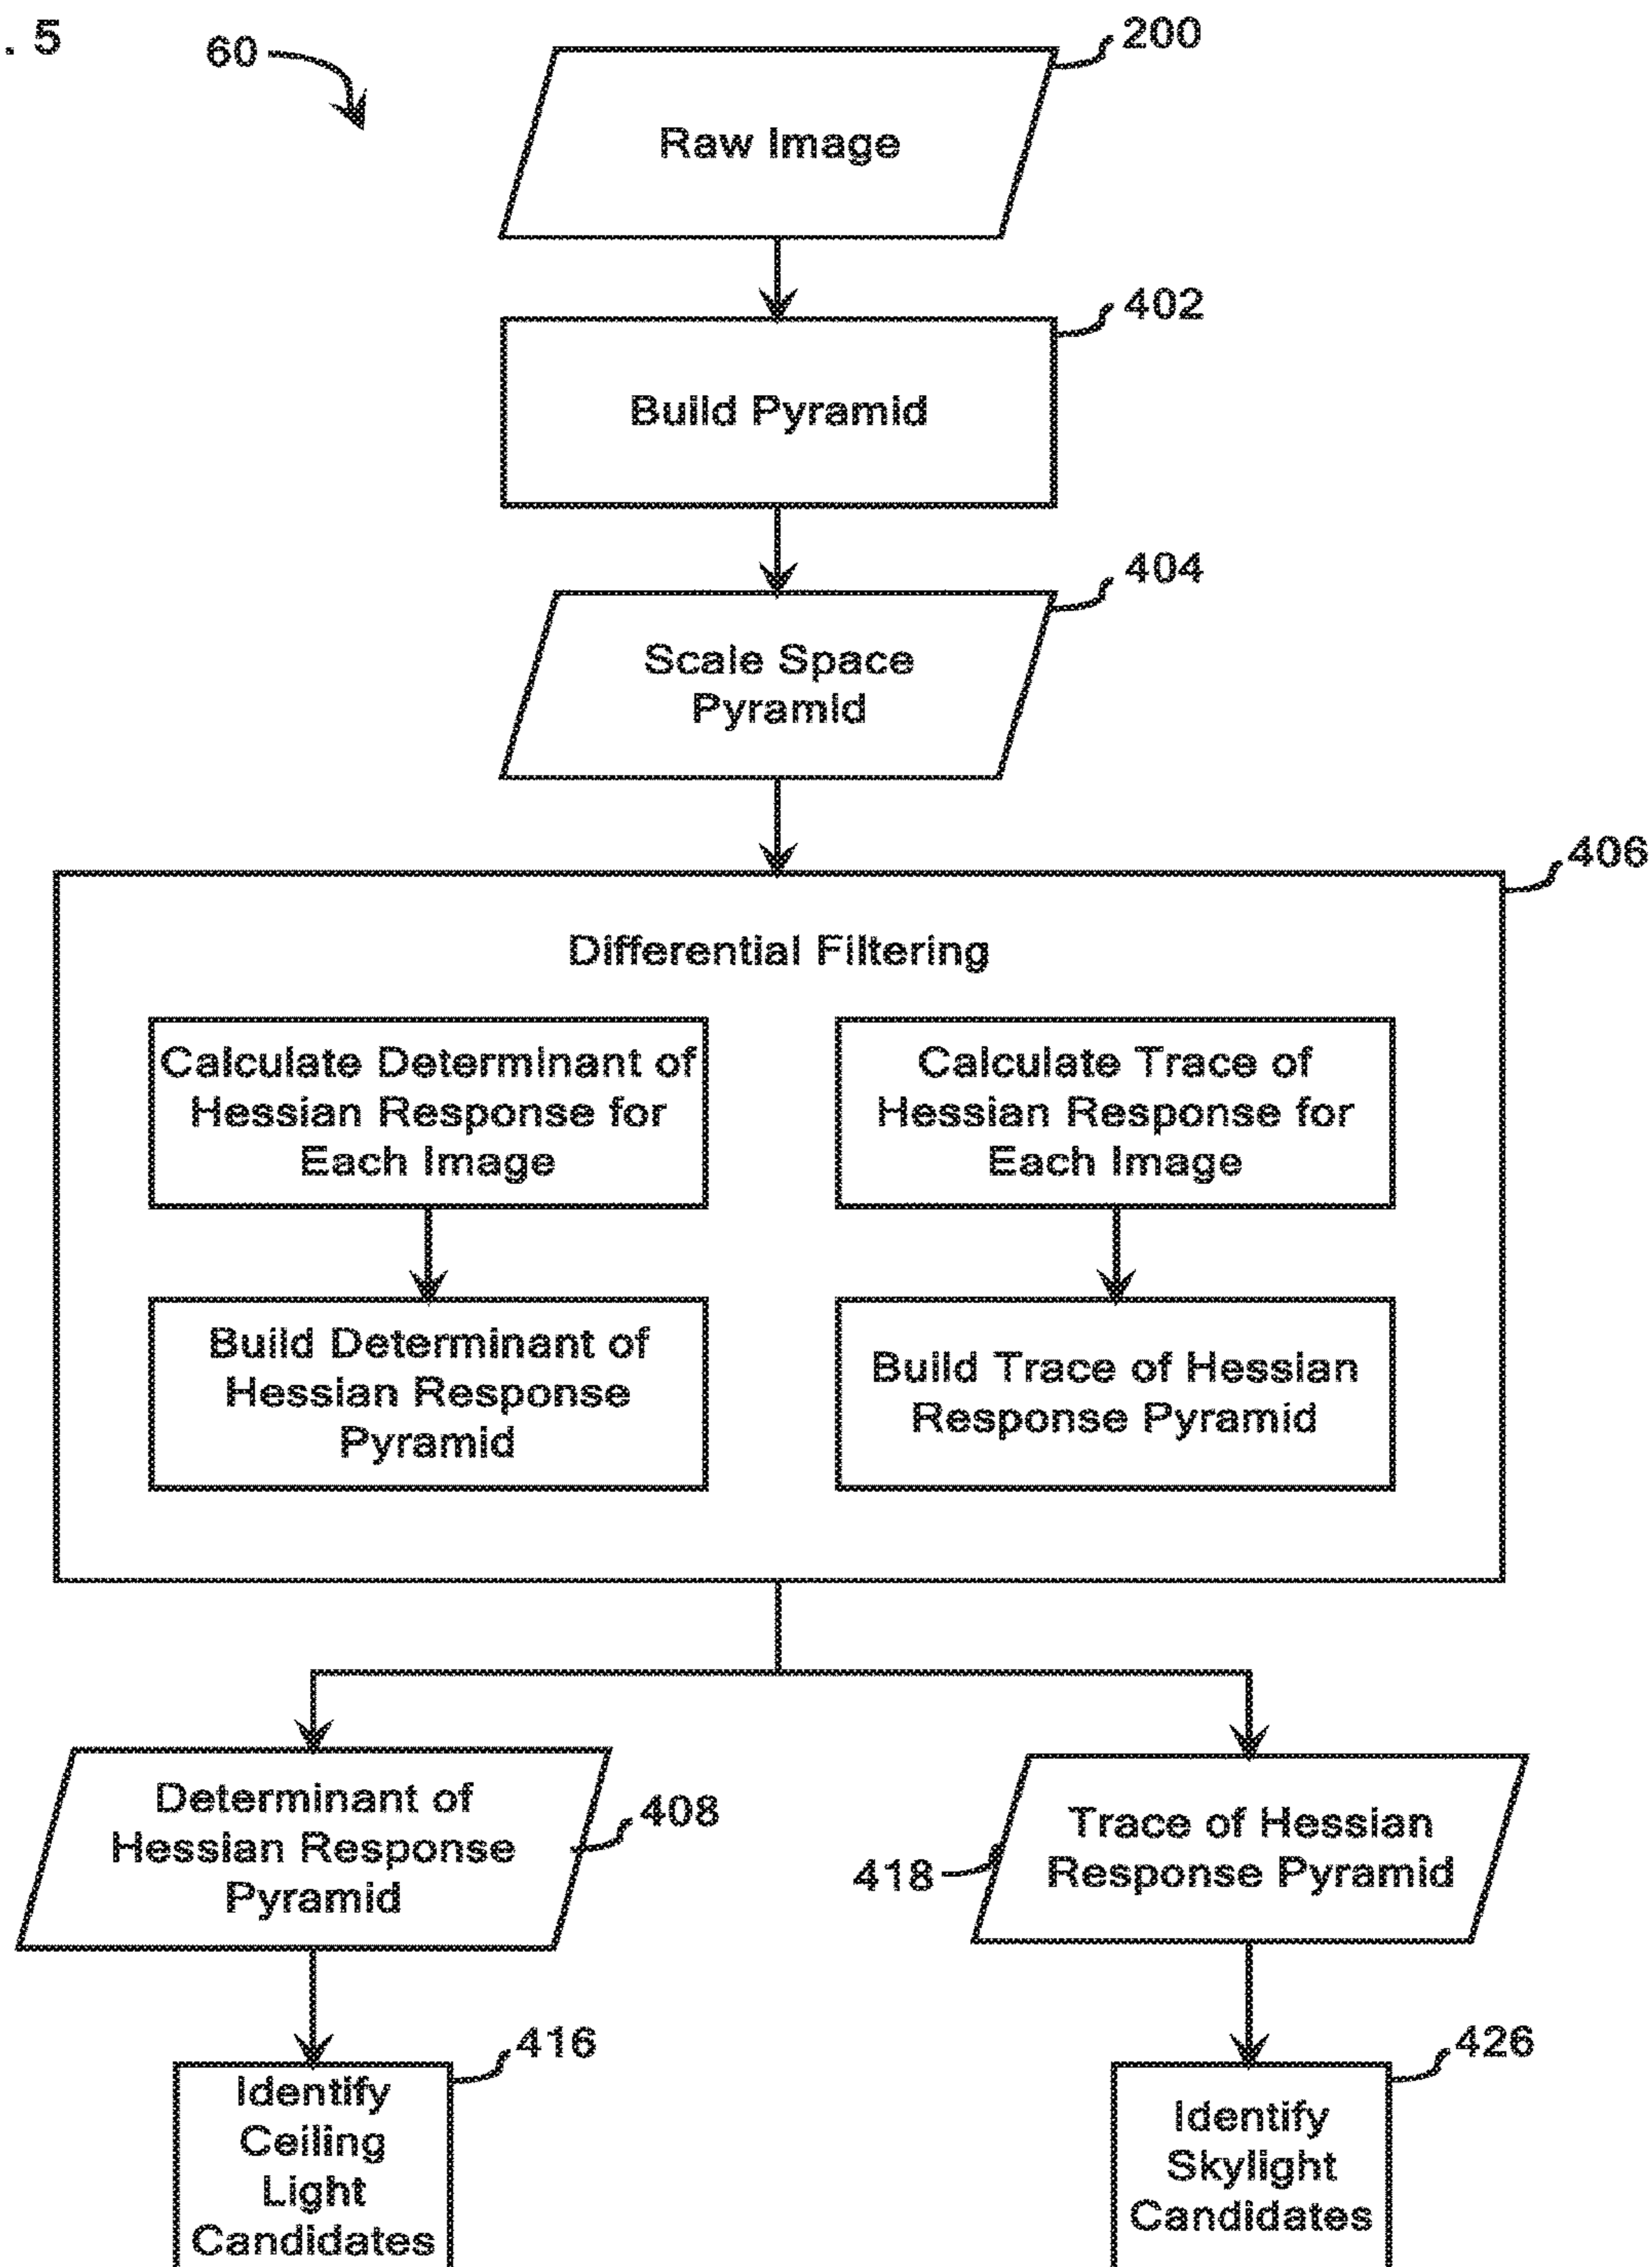 . 5
60
200
Raw Image
402
Build Pyramid
404
Scale Space
Pyramid
406
Differential Filtering
Calculate Determinant of
Hessian Response for
Each Image
Calculate Trace of
Hessian Response for
Each Image
Build Determinant of
Hessian Response
Pyramid
Build Trace of Hessian
Response Pyramid
Determinant of
Hessian Response
Pyramid
408
Trace of Hessian
Response Pyramid
418
416
Identify
Ceiling
Light
Candidates
426
Identify
Skylight
Candidates